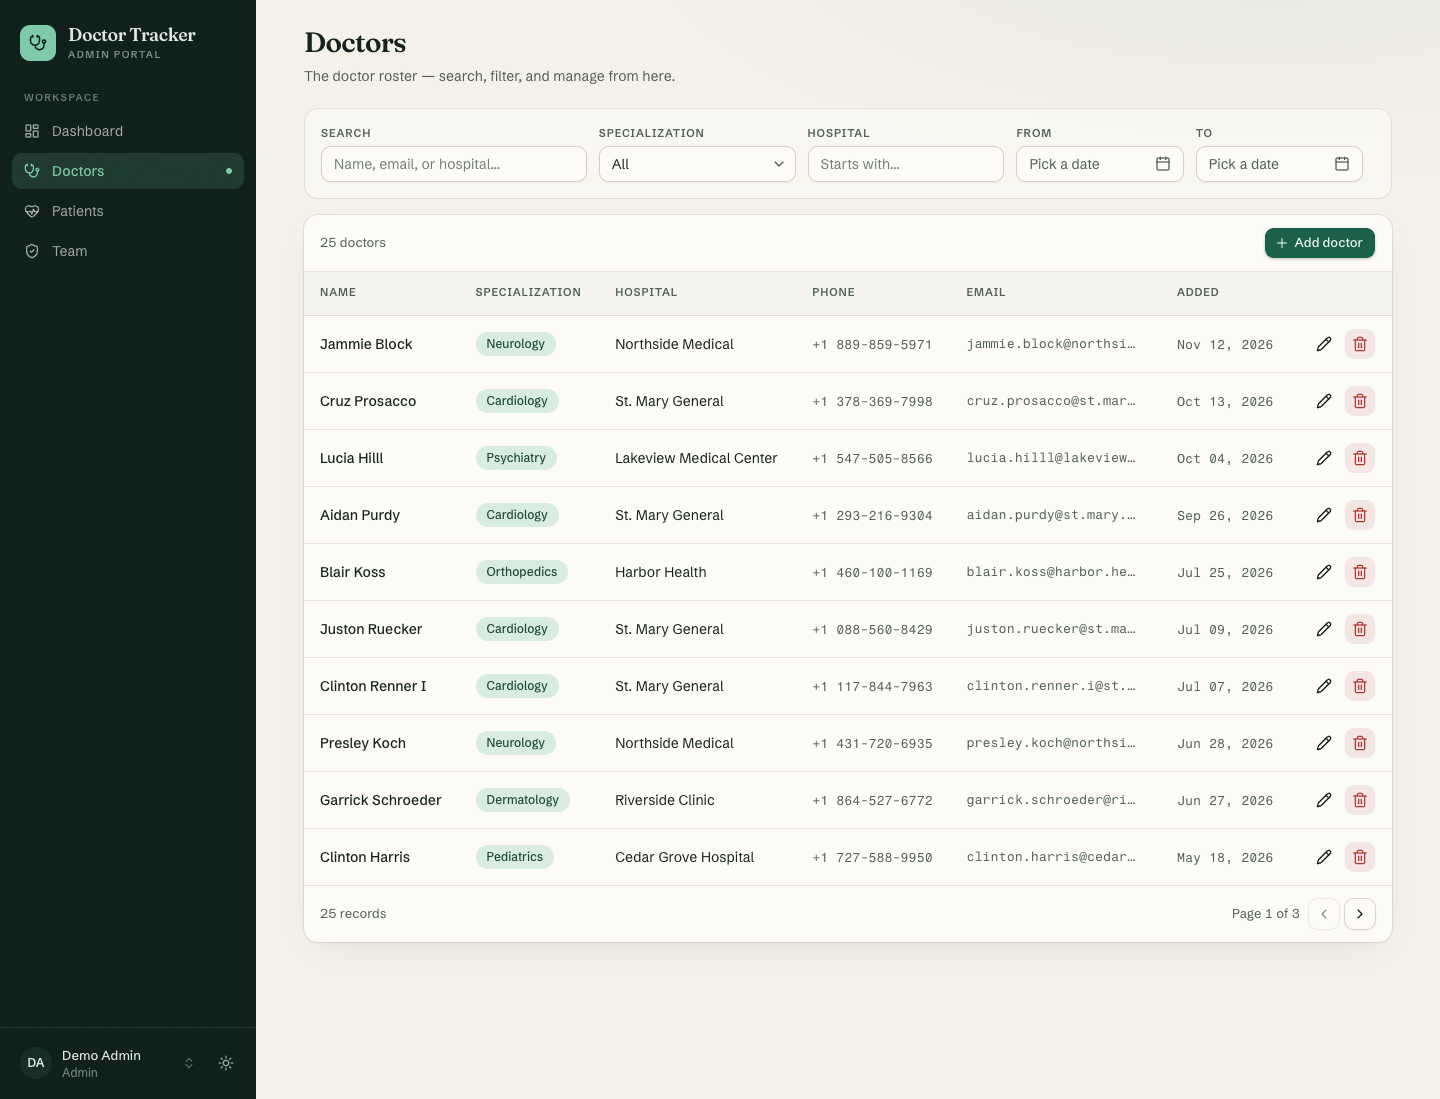 Doctor Tracker
ADMIN PORTAL
WORKSPACE
Dashboard
Doctors
Patients
Team
DA
Demo Admin
Admin
Doctors
The doctor roster — search, filter, and manage from here.
SEARCH SPECIALIZATION HOSPITAL FROM TO
Name, email, or hospital... All Starts with... Pick a date Pick a date
25 doctors + Add doctor
NAME SPECIALIZATION HOSPITAL PHONE EMAIL ADDED
Jammie Block Neurology Northside Medical +1 889-859-5971 jammie.block@northsi… Nov 12, 2026
Cruz Prosacco Cardiology St. Mary General +1 378-369-7998 cruz.prosacco@st.mar… Oct 13, 2026
Lucia Hilll Psychiatry Lakeview Medical Center +1 547-505-8566 lucia.hilll@lakeview… Oct 04, 2026
Aidan Purdy Cardiology St. Mary General +1 293-216-9304 aidan.purdy@st.mary.… Sep 26, 2026
Blair Koss Orthopedics Harbor Health +1 460-100-1169 blair.koss@harbor.he… Jul 25, 2026
Juston Ruecker Cardiology St. Mary General +1 088-560-8429 juston.ruecker@st.ma… Jul 09, 2026
Clinton Renner I Cardiology St. Mary General +1 117-844-7963 clinton.renner.i@st.… Jul 07, 2026
Presley Koch Neurology Northside Medical +1 431-720-6935 presley.koch@northsi… Jun 28, 2026
Garrick Schroeder Dermatology Riverside Clinic +1 864-527-6772 garrick.schroeder@ri… Jun 27, 2026
Clinton Harris Pediatrics Cedar Grove Hospital +1 727-588-9950 clinton.harris@cedar… May 18, 2026
25 records Page 1 of 3